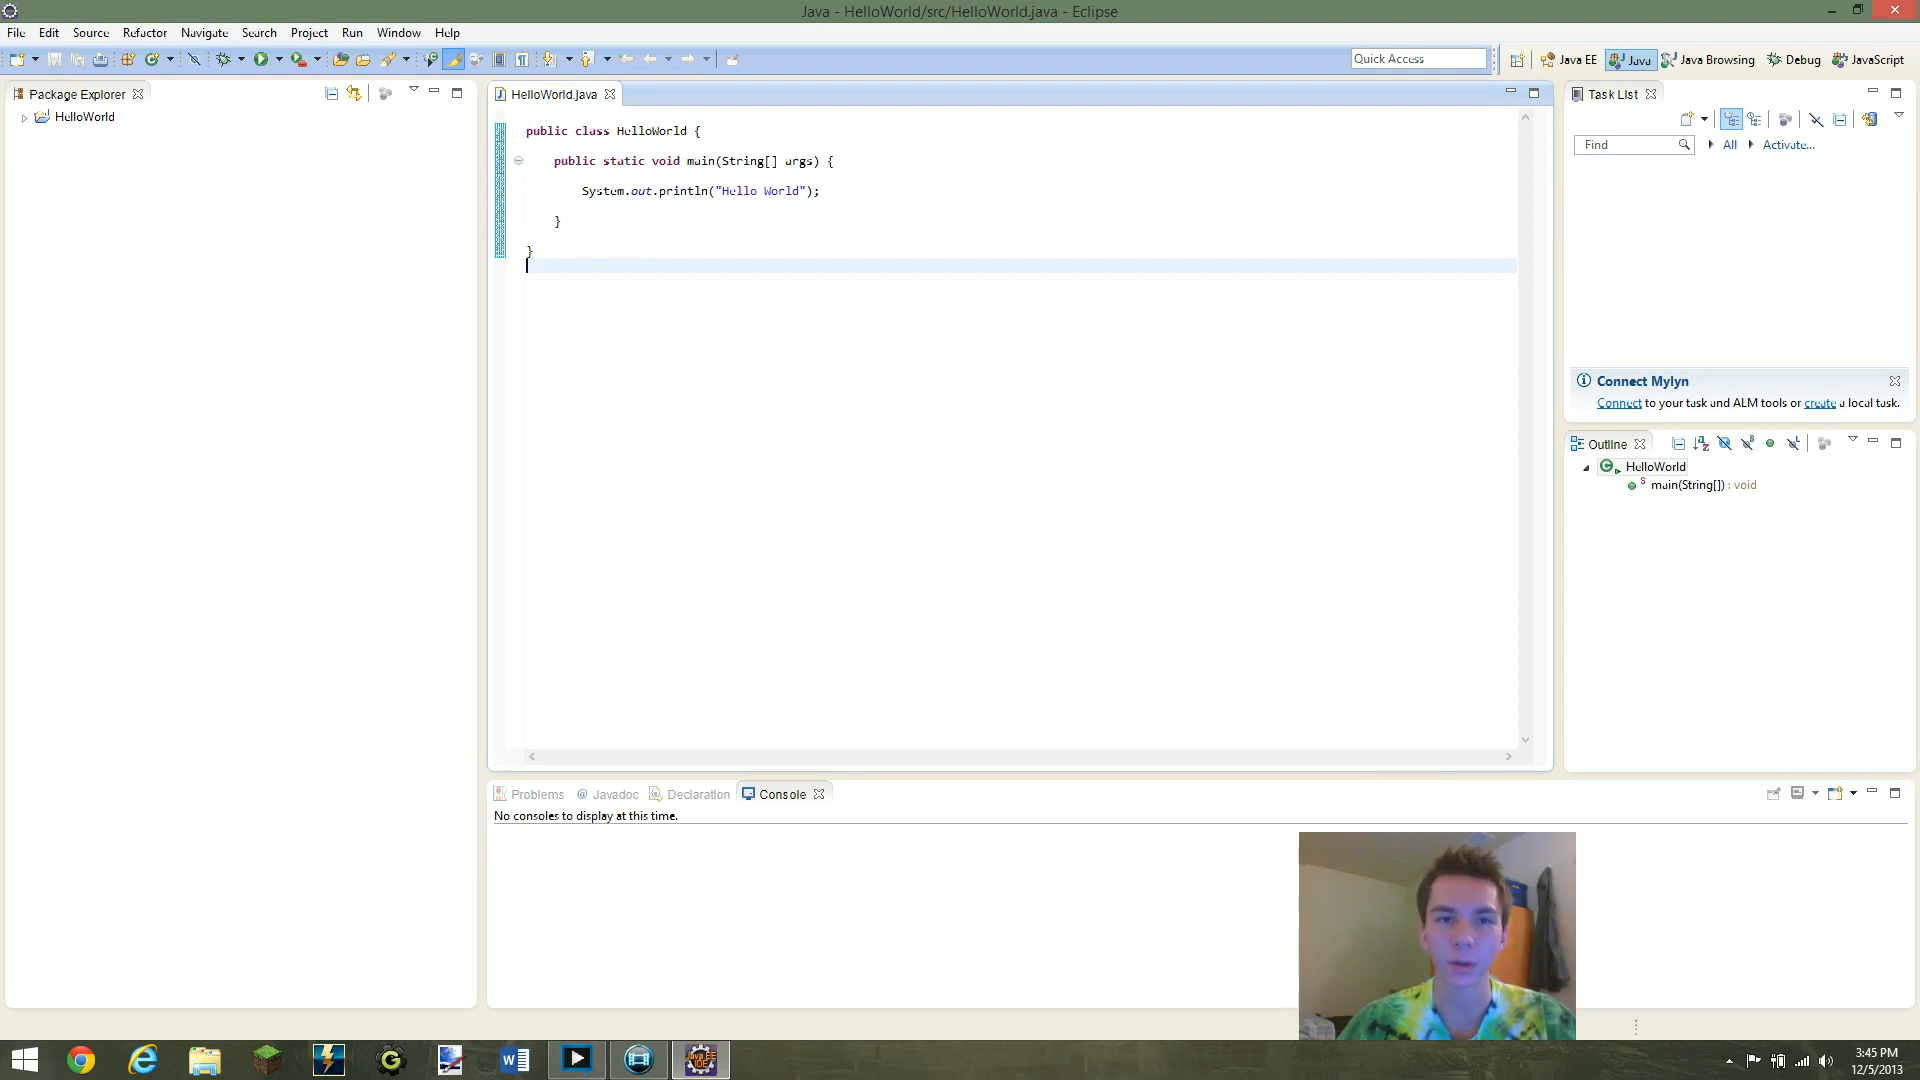 Java - HelloWorld/src/HelloWorld.java - Eclipse
File Edit Source Refactor Navigate Search Project Run Window Help
Quick Access
Java EE Java Java Browsing Debug JavaScript
Package Explorer
HelloWorld
HelloWorld.java
public class HelloWorld {
public static void main(String[] args) {
System.out.println("Hello World");
}
}
Task List
Find All Activate...
Connect Mylyn
Connect to your task and ALM tools or create a local task.
Outline
HelloWorld
main(String[]) : void
Problems @ Javadoc Declaration Console
No consoles to display at this time.
Java EE
IDE
3:45 PM
12/5/2013